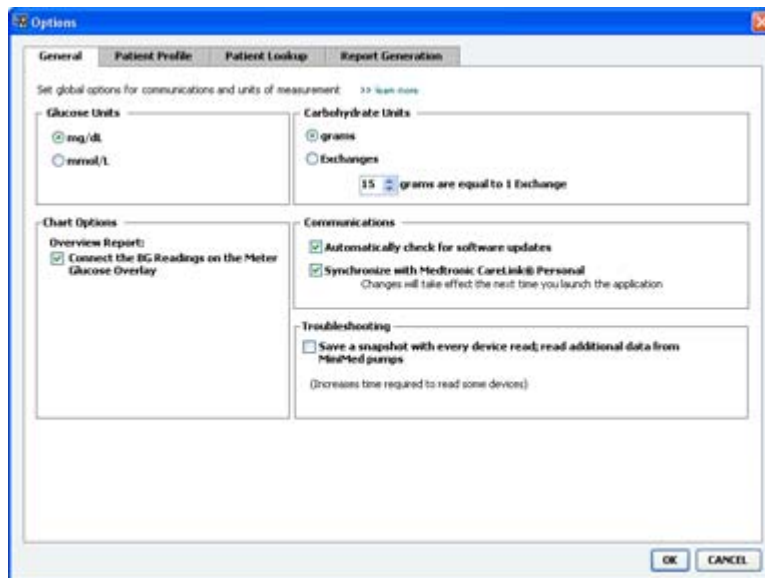 Options
General
Patient Profile
Patient Lookup
Report Generation
Set global options for communications and units of measurement >> learn more
Glucose Units
mg/dL
mmol/L
Carbohydrate Units
grams
Exchanges
15 grams are equal to 1 Exchange
Chart Options
Overview Report:
Connect the BG Readings on the Meter
Glucose Overlay
Communications
Automatically check for software updates
Synchronize with Medtronic CareLink® Personal
Changes will take effect the next time you launch the application
Troubleshooting
Save a snapshot with every device read; read additional data from
MiniMed pumps
(Increases time required to read some devices)
OK
CANCEL